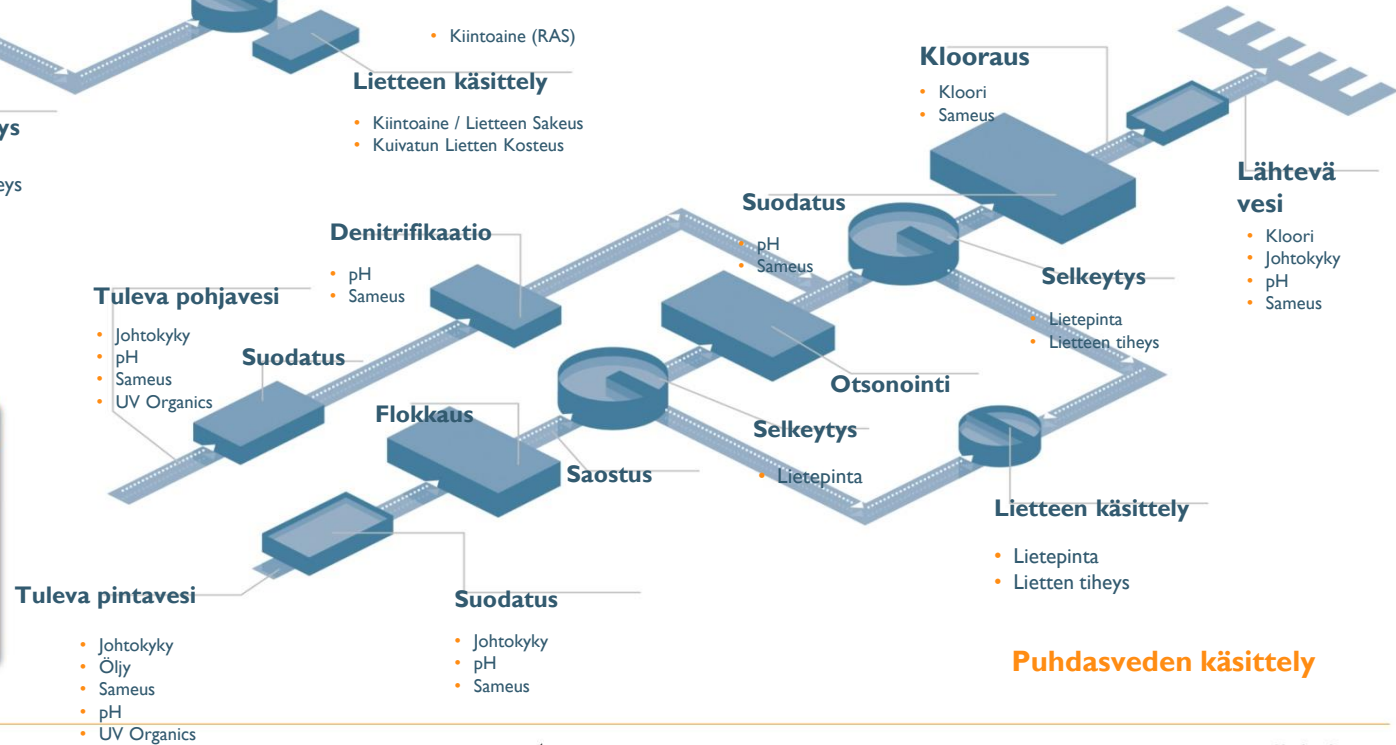 • Kiintoaine (RAS)
Lietteen käsittely
• Kiintoaine / Lietteen Sakeus
• Kuivatun Lietten Kosteus
ys
eys
Klooraus
• Kloori
• Sameus
Lähtevä
vesi
• Kloori
• Johtokyky
• pH
• Sameus
Suodatus
• pH
• Sameus
Denitrifikaatio
• pH
• Sameus
Selkeytys
• Lietepinta
• Lietteen tiheys
Tuleva pohjavesi
• Johtokyky
• pH
• Sameus
• UV Organics
Suodatus
Otsonointi
Flokkaus
Selkeytys
• Lietepinta
Saostus
Lietteen käsittely
• Lietepinta
• Lietten tiheys
Tuleva pintavesi
• Johtokyky
• Öljy
• Sameus
• pH
• UV Organics
Suodatus
• Johtokyky
• pH
• Sameus
Puhdasveden käsittely